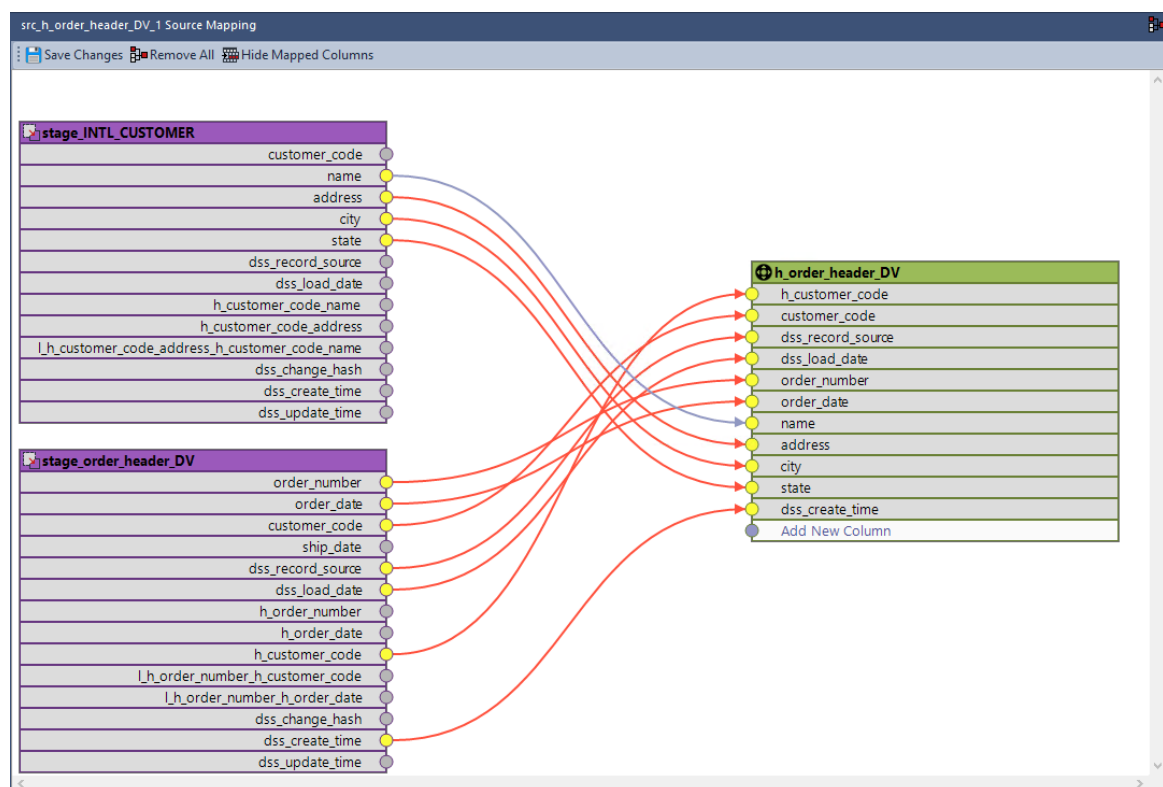 src_h_order_header_DV_1 Source Mapping
Save Changes Remove All Hide Mapped Columns
stage_INTL_CUSTOMER
customer_code
name
address
city
state
dss_record_source
dss_load_date
h_customer_code_name
h_customer_code_address
l_h_customer_code_address_h_customer_code_name
dss_change_hash
dss_create_time
dss_update_time
stage_order_header_DV
order_number
order_date
customer_code
ship_date
dss_record_source
dss_load_date
h_order_number
h_order_date
h_customer_code
l_h_order_number_h_customer_code
l_h_order_number_h_order_date
dss_change_hash
dss_create_time
dss_update_time
h_order_header_DV
h_customer_code
customer_code
dss_record_source
dss_load_date
order_number
order_date
name
address
city
state
dss_create_time
Add New Column